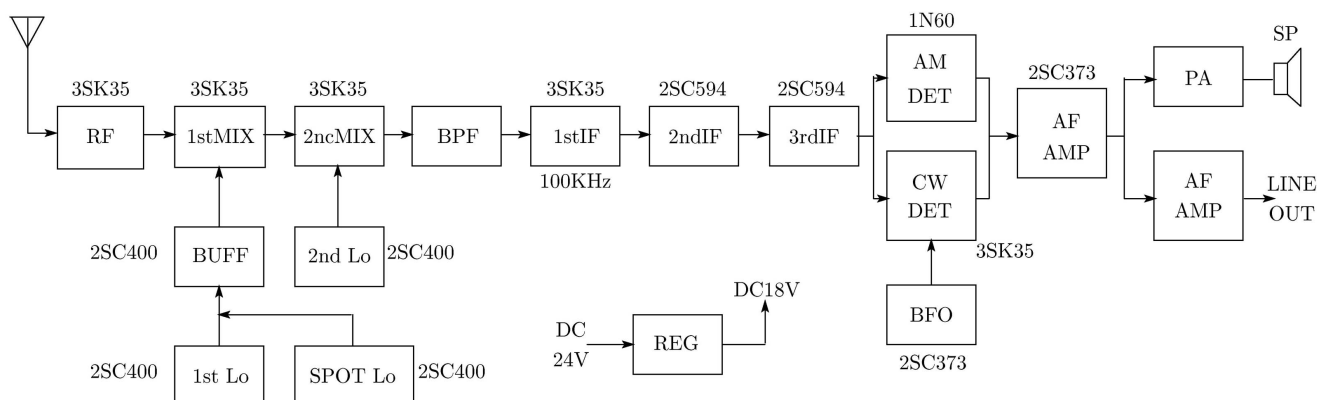 1N60
SP
AM
DET
2SC373
PA
3SK35
3SK35
3SK35
3SK35
2SC594
2SC594
RF
1stMIX
2ncMIX
BPF
1stIF
2ndIF
3rdIF
AF
AMP
100KHz
CW
DET
AF
AMP
LINE
OUT
2SC400
BUFF
2nd Lo
2SC400
3SK35
DC18V
BFO
DC
24V
REG
2SC373
2SC400
1st Lo
SPOT Lo
2SC400